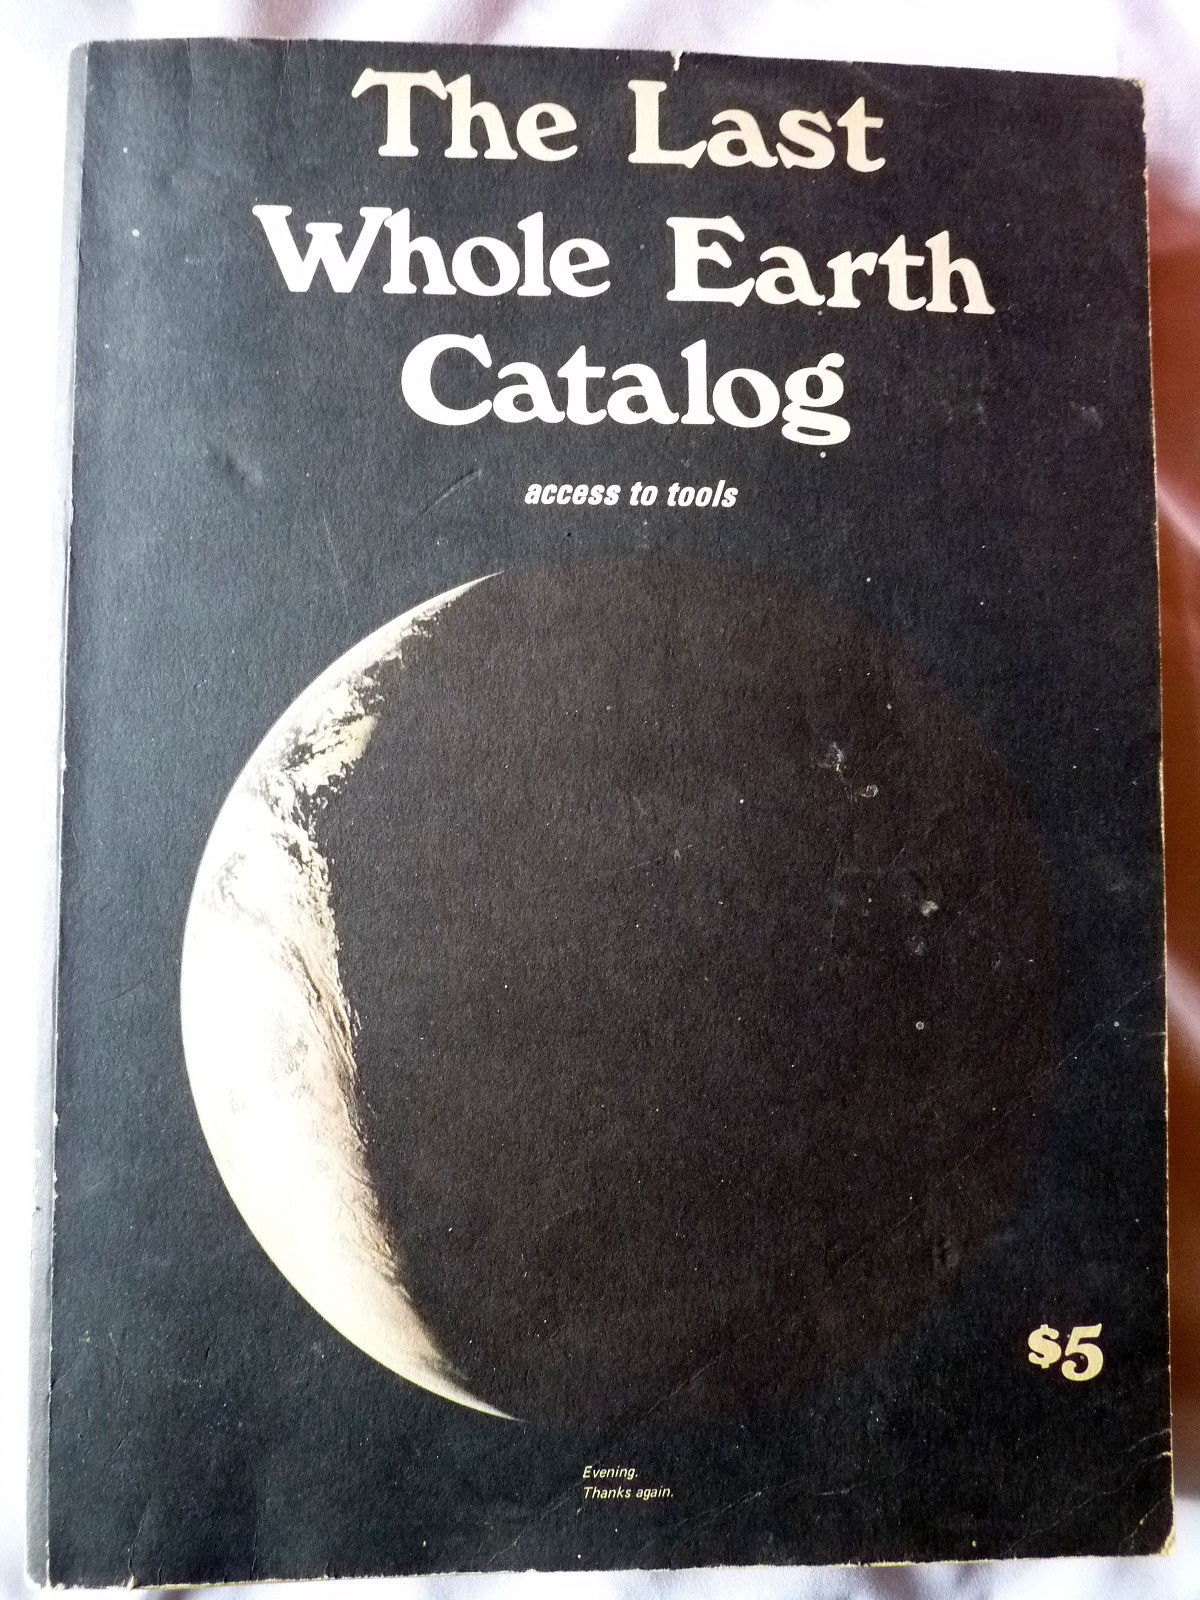 The Last
Whole Earth
Catalog
access to tools
$5
Evening.
Thanks again.